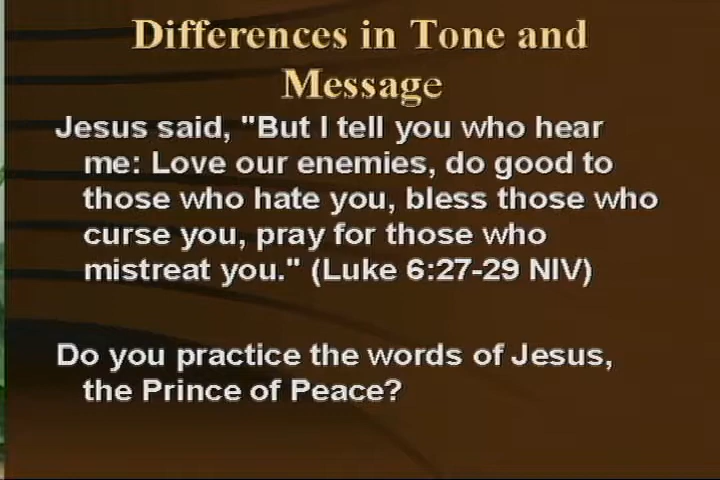 Differences in Tone and
Message
Jesus said, "But I tell you who hear
me: Love our enemies, do good to
those who hate you, bless those who
curse you, pray for those who
mistreat you." (Luke 6:27-29 NIV)
Do you practice the words of Jesus,
the Prince of Peace?